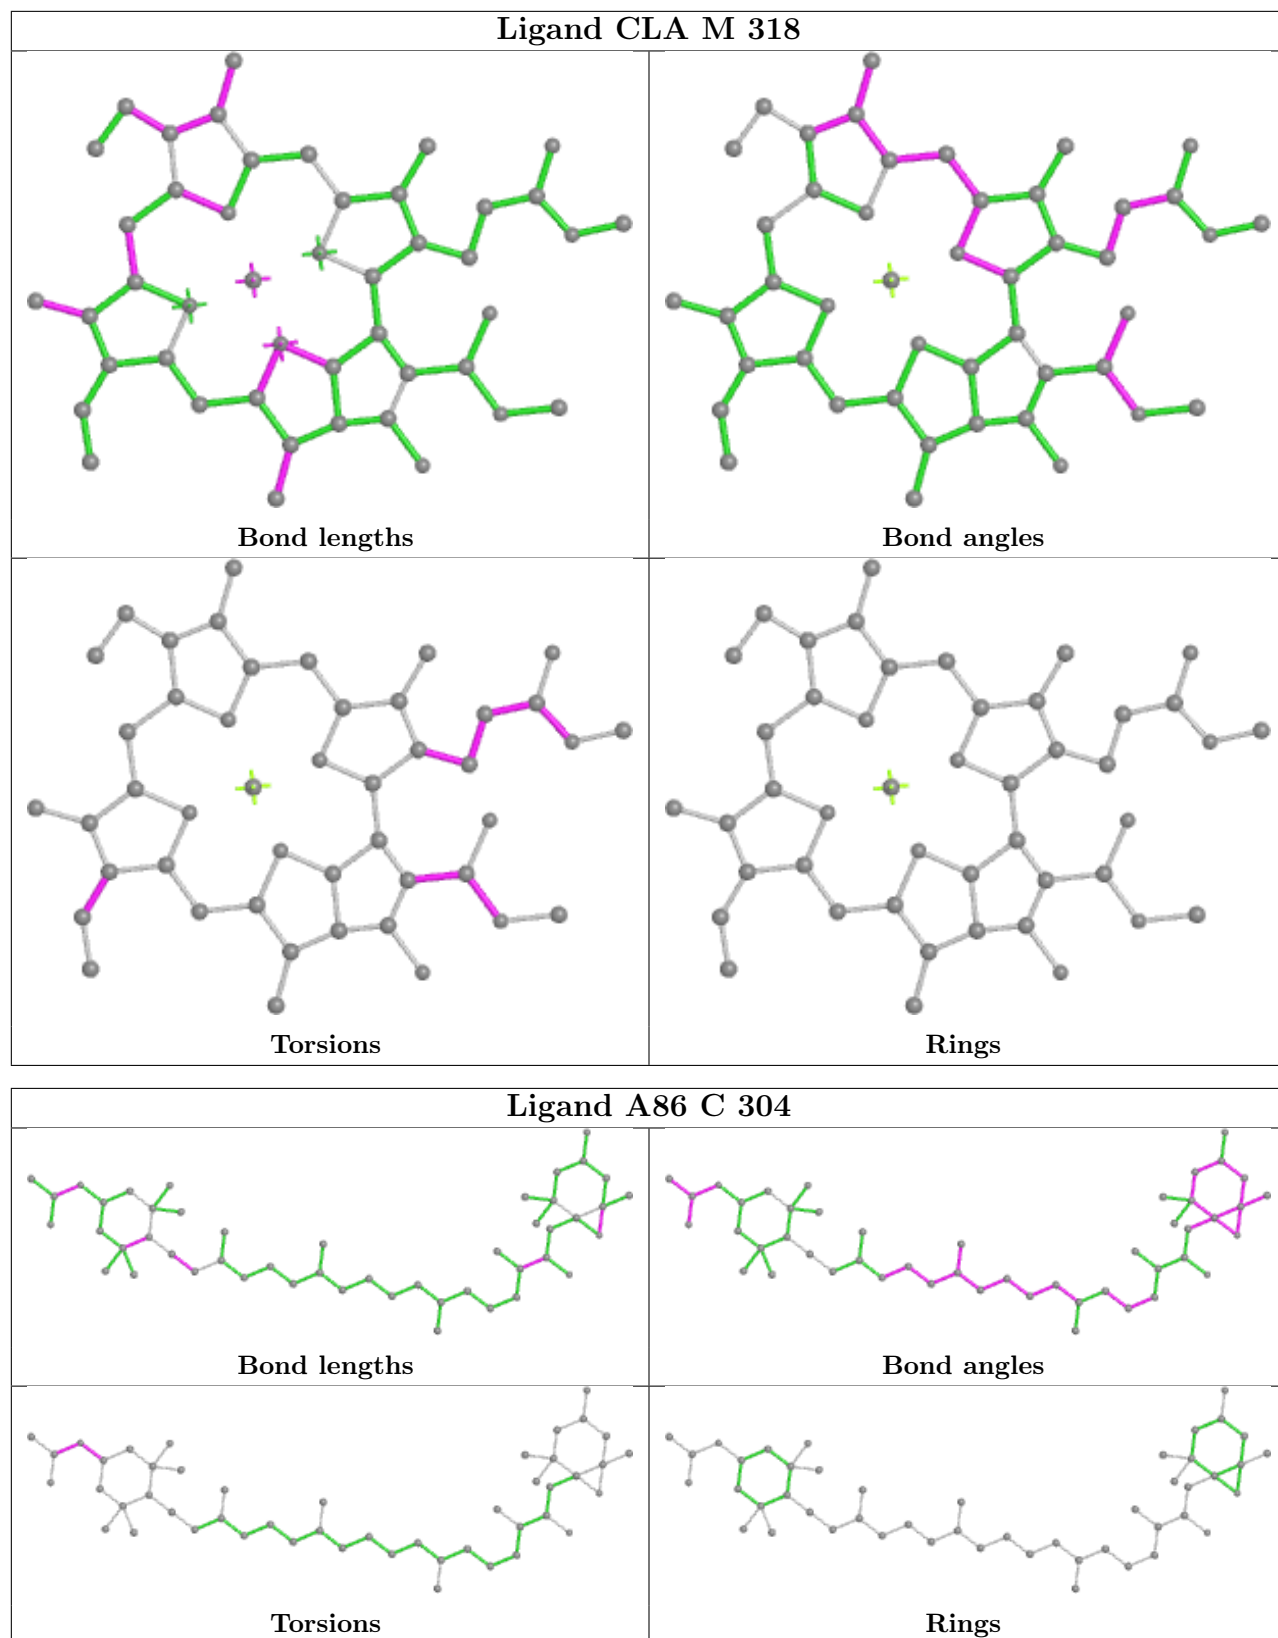 Ligand CLA M 318
Bond lengths
Bond angles
Torsions
Rings
Ligand A86 C 304
Bond lengths
Bond angles
Torsions
Rings